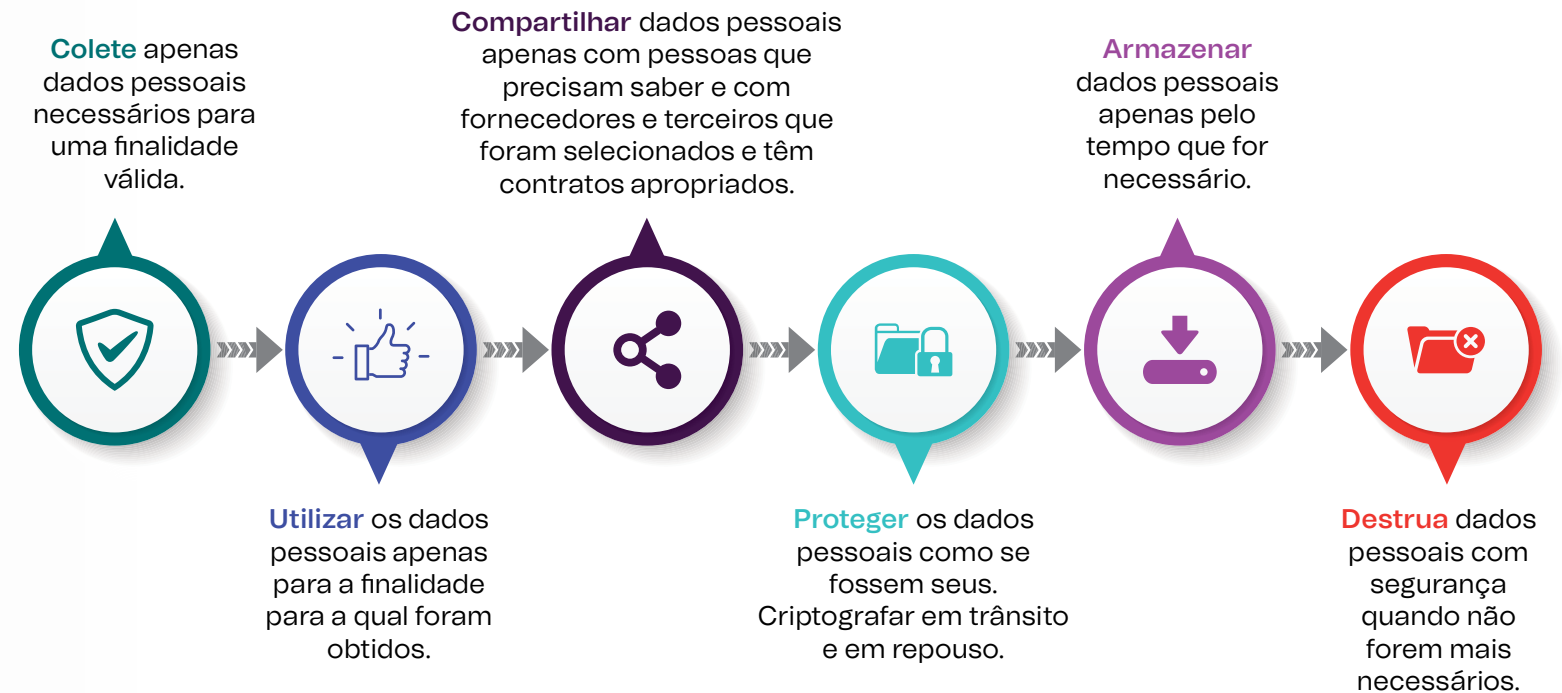 Colete apenas
dados pessoais
necessários para
uma finalidade
válida.
Utilizar os dados
pessoais apenas
para a finalidade
para a qual foram
obtidos.
Compartilhar dados pessoais
apenas com pessoas que
precisam saber e com
fornecedores e terceiros que
foram selecionados e têm
contratos apropriados.
Proteger os dados
pessoais como se
fossem seus.
Criptografar em trânsito
e em repouso.
Armazenar
dados pessoais
apenas pelo
tempo que for
necessário.
Destrua dados
pessoais com
segurança
quando não
forem mais
necessários.